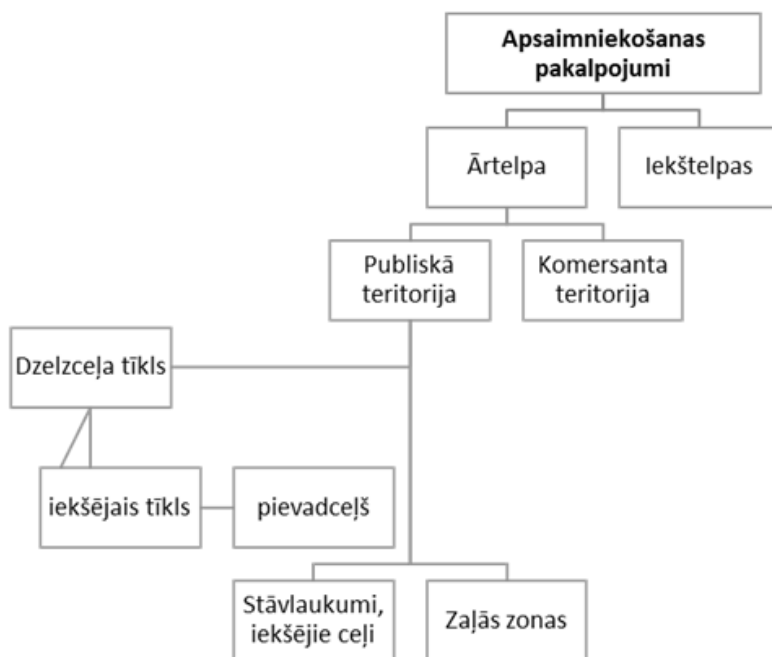 Apsaimniekošanas
pakalpojumi
Ārtelpa
Iekštelpas
Publiskā
teritorija
Komersanta
teritorija
Dzelzceļa tīkls
iekšējais tīkls
pievadceļš
Stāvlaukumi,
iekšējie ceļi
Zaļās zonas